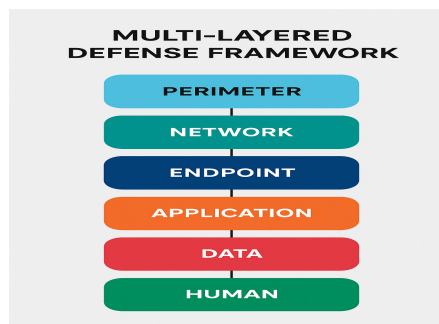 MULTI-LAYERED
DEFENSE FRAMEWORK
PERIMETER
NETWORK
ENDPOINT
APPLICATION
DATA
HUMAN